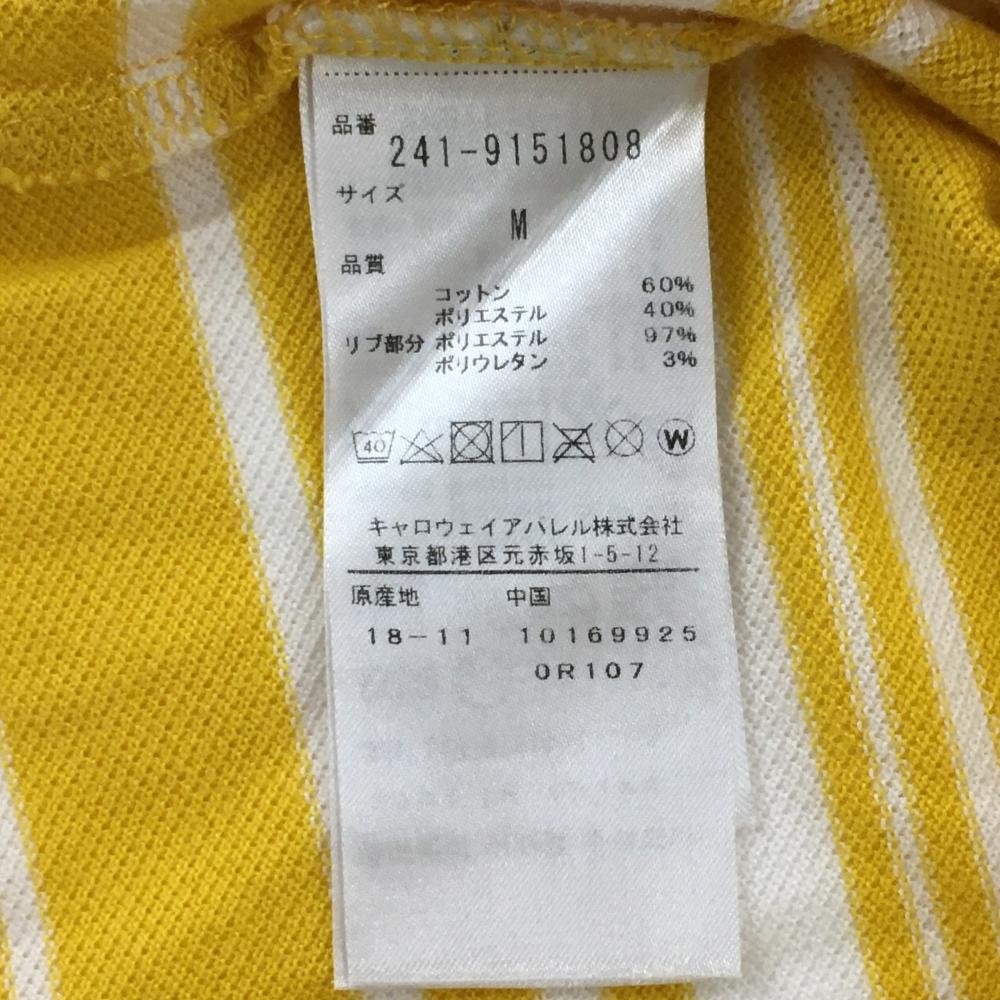 品番
241-9151808
サイズ
M
品質
コットン 60%
ポリエステル 40%
リブ部分 ポリエステル 97%
ポリウレタン 3%
40
W
キャロウェイアパレル株式会社
東京都港区元赤坂1-5-12
原産地 中国
18-11 10169925
0R107